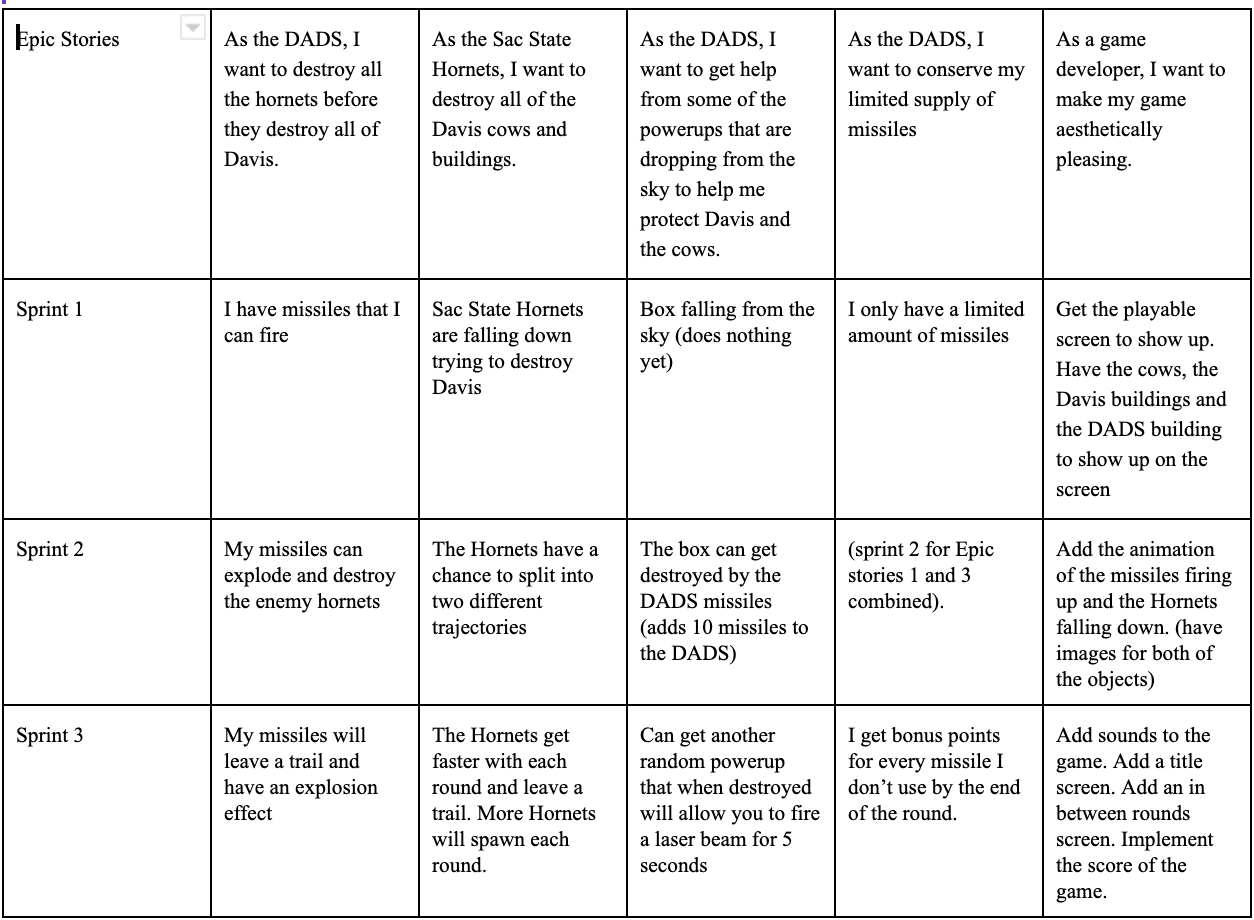 Epic Stories
As the DADS, I
want to destroy all
the hornets before
they destroy all of
Davis.
As the Sac State
Hornets, I want to
destroy all of the
Davis cows and
buildings.
As the DADS, I
want to get help
from some of the
powerups that are
dropping from the
sky to help me
protect Davis and
the cows.
As the DADS, I
want to conserve my
limited supply of
missiles
As a game
developer, I want to
make my game
aesthetically
pleasing.
Sprint 1
I have missiles that I
can fire
Sac State Hornets
are falling down
trying to destroy
Davis
Box falling from the
sky (does nothing
yet)
I only have a limited
amount of missiles
Get the playable
screen to show up.
Have the cows, the
Davis buildings and
the DADS building
to show up on the
screen
Sprint 2
My missiles can
explode and destroy
the enemy hornets
The Hornets have a
chance to split into
two different
trajectories
The box can get
destroyed by the
DADS missiles
(adds 10 missiles to
the DADS)
(sprint 2 for Epic
stories 1 and 3
combined).
Add the animation
of the missiles firing
up and the Hornets
falling down. (have
images for both of
the objects)
Sprint 3
My missiles will
leave a trail and
have an explosion
effect
The Hornets get
faster with each
round and leave a
trail. More Hornets
will spawn each
round.
Can get another
random powerup
that when destroyed
will allow you to fire
a laser beam for 5
seconds
I get bonus points
for every missile I
don’t use by the end
of the round.
Add sounds to the
game. Add a title
screen. Add an in
between rounds
screen. Implement
the score of the
game.